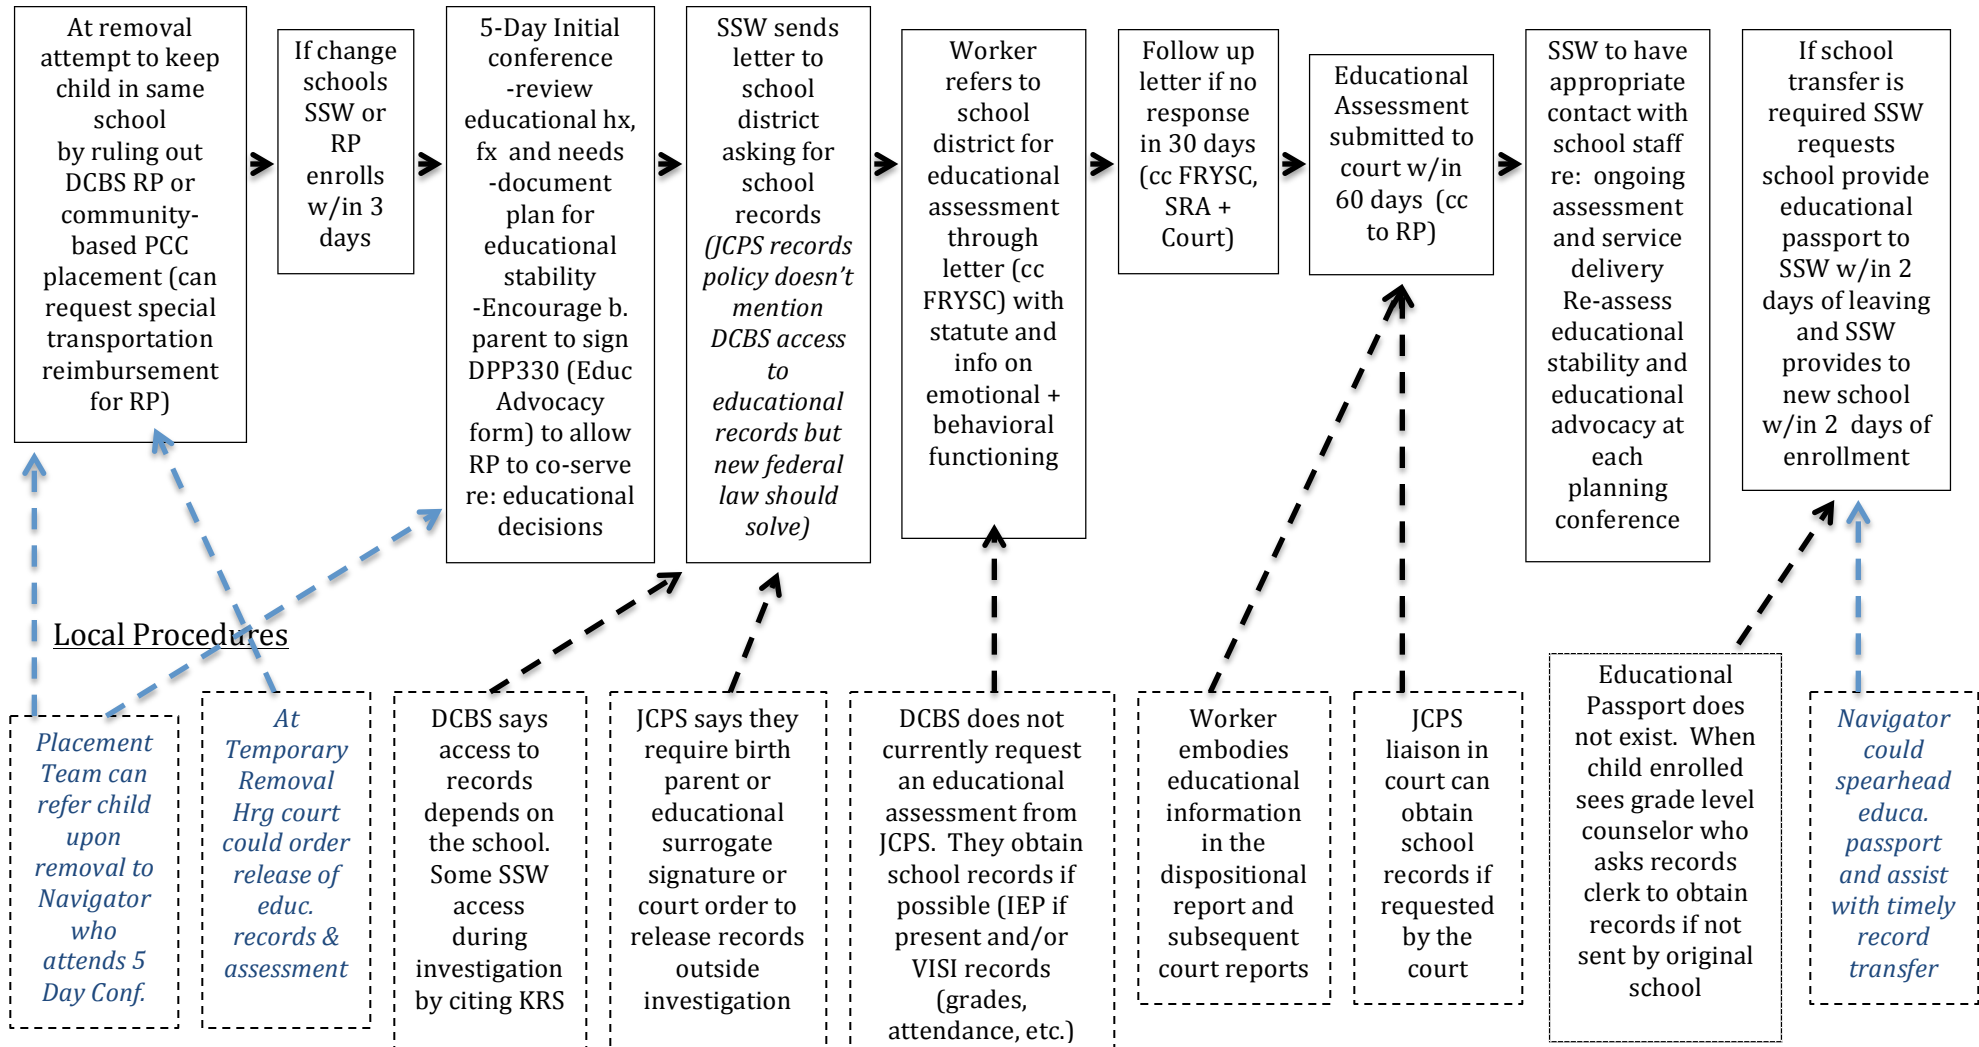 At removal
attempt to keep
child in same
school
by ruling out
DCBS RP or
community-
based PCC
placement (can
request special
transportation
reimbursement
for RP)
If change
schools
SSW or
RP
enrolls
w/in 3
days
5-Day Initial
conference
-review
educational hx,
fx and needs
-document
plan for
educational
stability
-Encourage b.
parent to sign
DPP330 (Educ
Advocacy
form) to allow
RP to co-serve
re: educational
decisions
SSW sends
letter to
school
district
asking for
school
records
(JCPS records
policy doesn't
mention
DCBS access
to
educational
records but
new federal
law should
solve)
Worker
refers to
school
district for
educational
assessment
through
letter (cc
FRYSC) with
statute and
info on
emotional +
behavioral
functioning
Follow up
letter if no
response
in 30 days
(cc FRYSC,
SRA +
Court)
Educational
Assessment
submitted to
court w/in
60 days (cc
to RP)
SSW to have
appropriate
contact with
school staff
re: ongoing
assessment
and service
delivery
Re-assess
educational
stability and
educational
advocacy at
each
planning
conference
If school
transfer is
required SSW
requests
school provide
educational
passport to
SSW w/in 2
days of leaving
and SSW
provides to
new school
w/in 2 days of
enrollment
Local Procedures
Placement
Team can
refer child
upon
removal to
Navigator
who
attends 5
Day Conf.
At
Temporary
Removal
Hrg court
could order
release of
educ.
records &
assessment
DCBS says
access to
records
depends on
the school.
Some SSW
access
during
investigation
by citing KRS
JCPS says they
require birth
parent or
educational
surrogate
signature or
court order to
release records
outside
investigation
DCBS does not
currently request
an educational
assessment from
JCPS. They obtain
school records if
possible (IEP if
present and/or
VISI records
(grades,
attendance, etc.)
Worker
embodies
educational
information
in the
dispositional
report and
subsequent
court reports
JCPS
liaison in
court can
obtain
school
records if
requested
by the
court
Educational
Passport does
not exist. When
child enrolled
sees grade level
counselor who
asks records
clerk to obtain
records if not
sent by original
school
Navigator
could
spearhead
educa.
passport
and assist
with timely
record
transfer